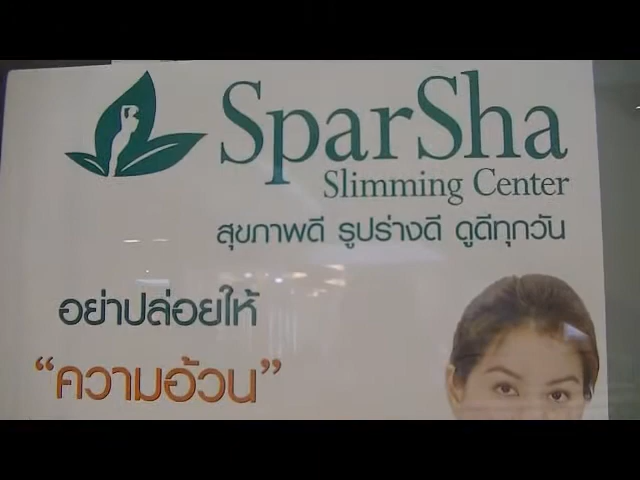 SparSha
Slimming Center
สุขภาพดี รูปร่างดี ดูดีทุกวัน
อย่าปล่อยให้
“ความอ้วน”